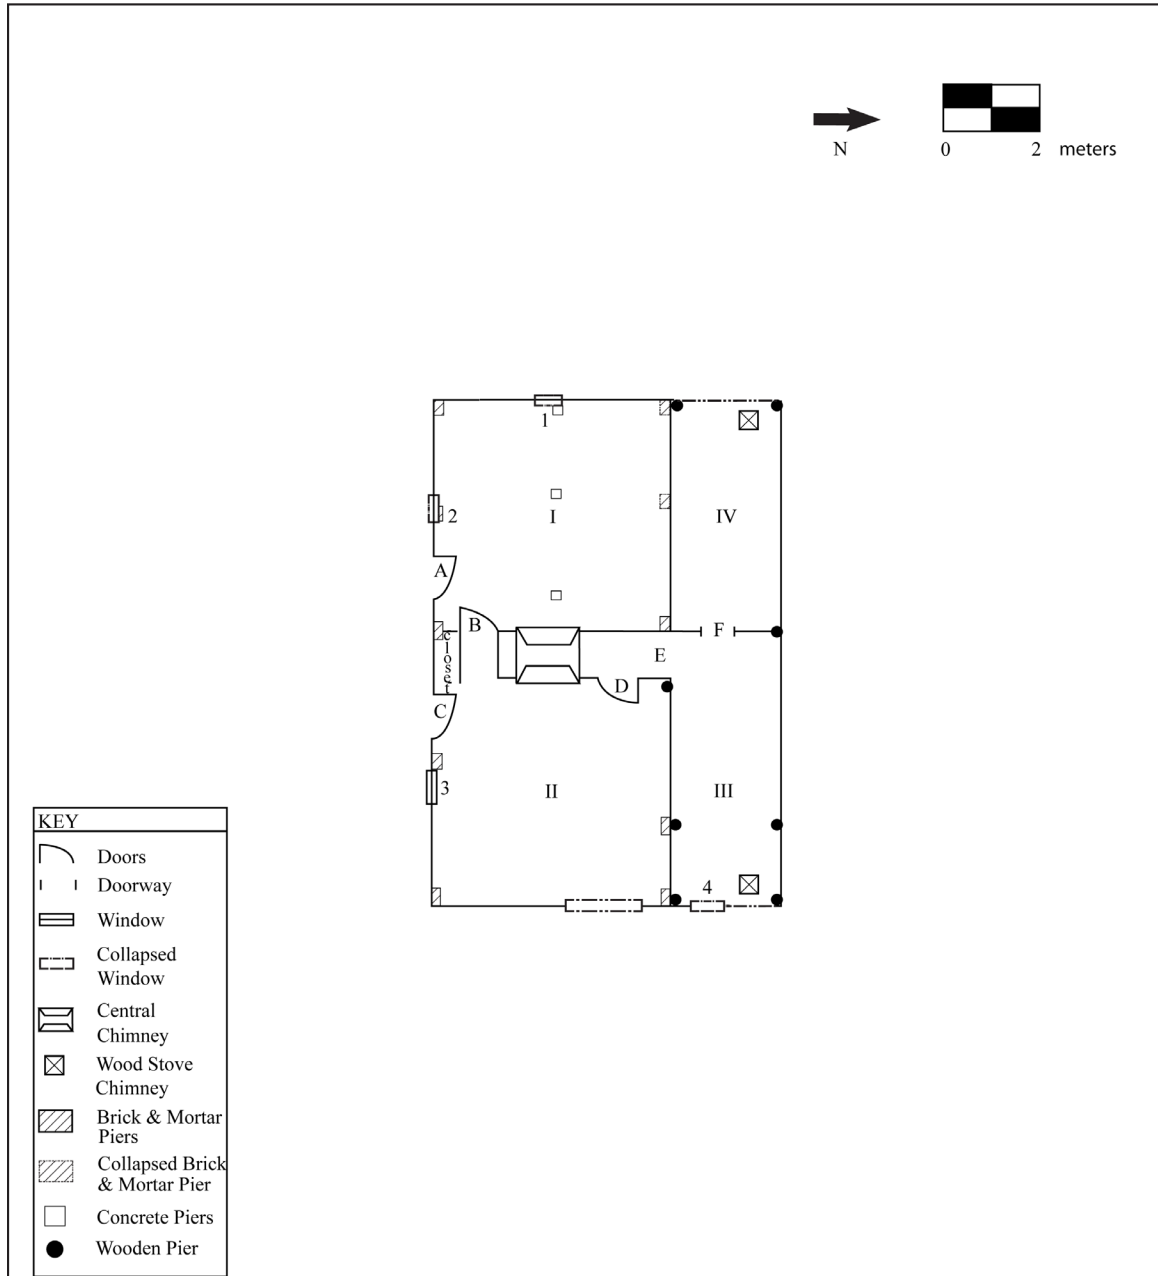 N
0 2 meters
1
2
I
IV
A
B
F
closet
E
D
C
3
II
III
4
KEY
Doors
Doorway
Window
Collapsed
Window
Central
Chimney
Wood Stove
Chimney
Brick & Mortar
Piers
Collapsed Brick
& Mortar Pier
Concrete Piers
Wooden Pier